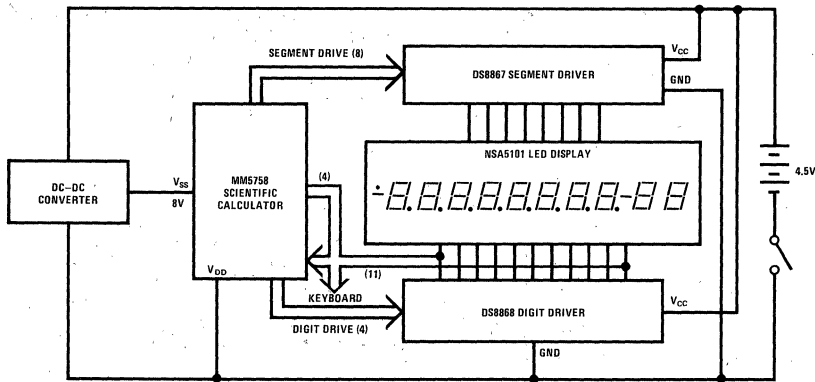 SEGMENT DRIVE (8)
DS8867 SEGMENT DRIVER
VCC
GND
NSA5101 LED DISPLAY
4.5V
MM5758
SCIENTIFIC
CALCULATOR
(4)
DC-DC
CONVERTER
VSS
8V
VDD
(11)
KEYBOARD
DIGIT DRIVE (4)
DS8868 DIGIT DRIVER
VCC
GND